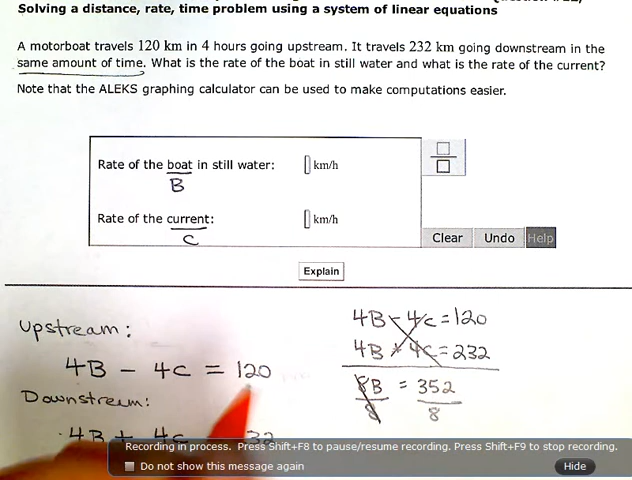 Solving a distance, rate, time problem using a system of linear equations
A motorboat travels 120 km in 4 hours going upstream. It travels 232 km going downstream in the
same amount of time. What is the rate of the boat in still water and what is the rate of the current?
Note that the ALEKS graphing calculator can be used to make computations easier.
Rate of the boat in still water: km/h
B
Rate of the current: km/h
C
Clear Undo Help
Explain
Upstream:
4B - 4C = 120
Downstream:
4B + 4C
32
4B - 4C = 120
4B + 4C = 232
8B = 352
8 8
Recording in process. Press Shift+F8 to pause/resume recording. Press Shift+F9 to stop recording.
Do not show this message again
Hide